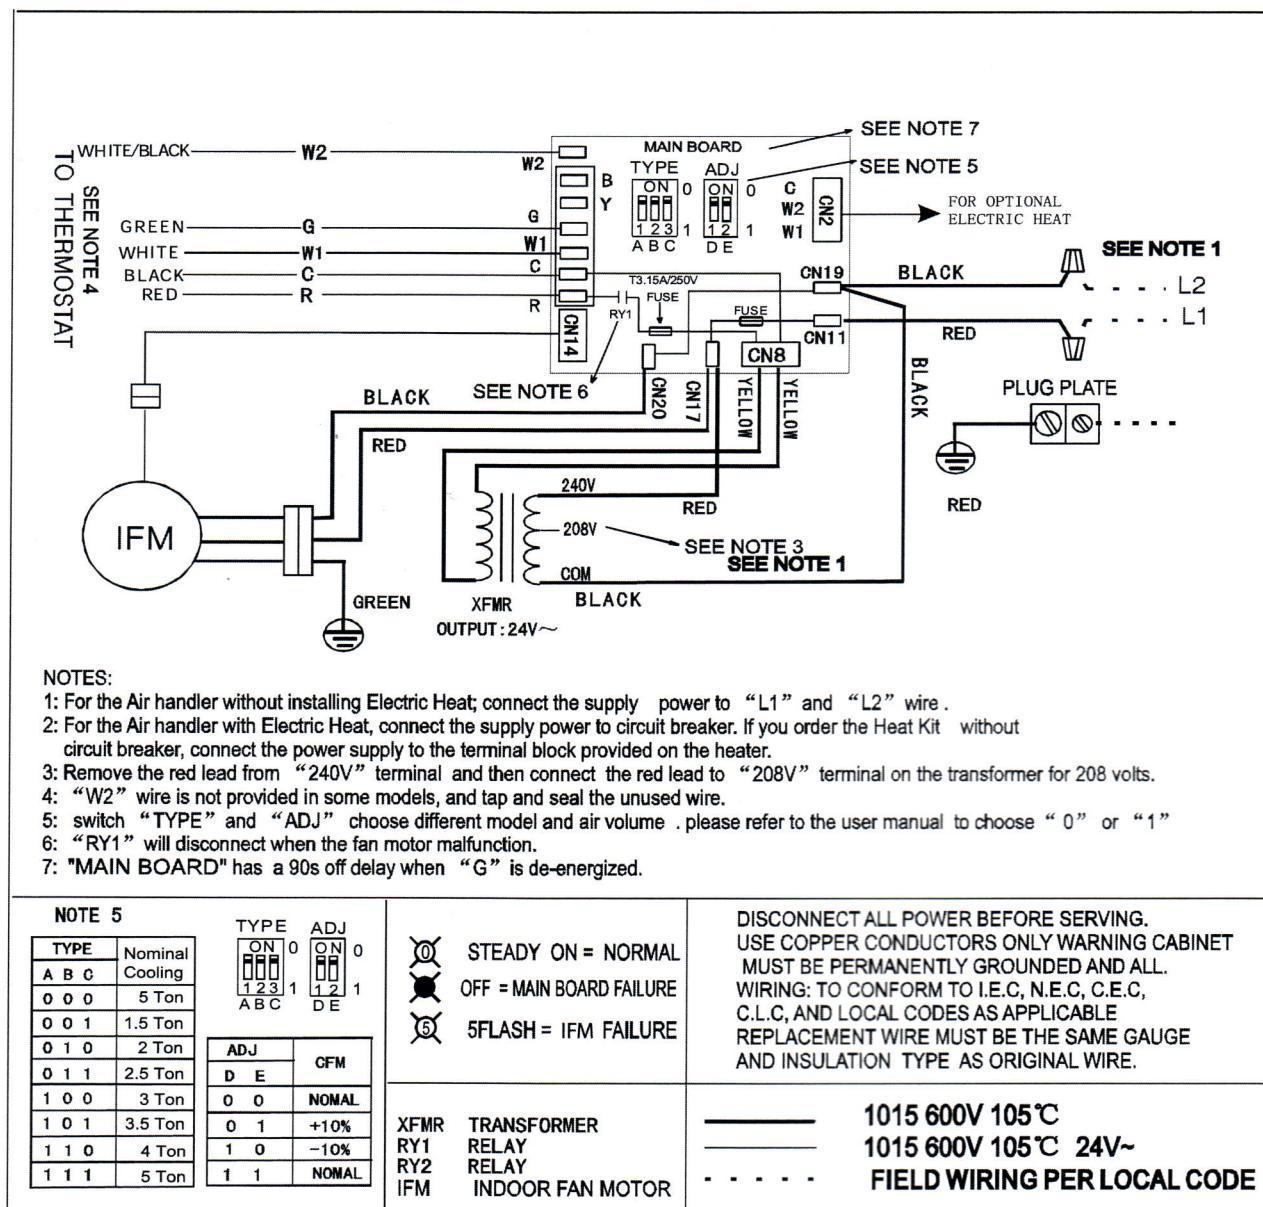 SEE NOTE 4
TO THERMOSTAT
WHITE/BLACK W2
GREEN G
WHITE W1
BLACK C
RED R
W2
B
Y
G
W1
C
R
CN14
MAIN BOARD
TYPE
ON 0
1 2 3 1
A B C
ADJ
ON 0
1 2 1
D E
C
W2
W1
CN2
SEE NOTE 7
SEE NOTE 5
FOR OPTIONAL
ELECTRIC HEAT
T3.15A/250V
FUSE
RY1
FUSE
CN19
CN11
CN8
BLACK
RED
SEE NOTE 1
L2
L1
SEE NOTE 6
CN20
CN17
YELLOW
YELLOW
BLACK
BLACK
RED
PLUG PLATE
RED
IFM
GREEN
240V
RED
208V
SEE NOTE 3
SEE NOTE 1
COM
BLACK
XFMR
OUTPUT:24V～
NOTES:
1: For the Air handler without installing Electric Heat; connect the supply power to “L1” and “L2” wire .
2: For the Air handler with Electric Heat, connect the supply power to circuit breaker. If you order the Heat Kit without
circuit breaker, connect the power supply to the terminal block provided on the heater.
3: Remove the red lead from “240V” terminal and then connect the red lead to “208V” terminal on the transformer for 208 volts.
4: “W2” wire is not provided in some models, and tap and seal the unused wire.
5: switch “TYPE” and “ADJ” choose different model and air volume . please refer to the user manual to choose “ 0” or “1”
6: “RY1” will disconnect when the fan motor malfunction.
7: "MAIN BOARD" has a 90s off delay when “G” is de-energized.
NOTE 5
TYPE Nominal
A B C Cooling
0 0 0 5 Ton
0 0 1 1.5 Ton
0 1 0 2 Ton
0 1 1 2.5 Ton
1 0 0 3 Ton
1 0 1 3.5 Ton
1 1 0 4 Ton
1 1 1 5 Ton
TYPE
ON 0
1 2 3 1
A B C
ADJ
ON 0
1 2 1
D E
ADJ CFM
D E
0 0 NOMAL
0 1 +10%
1 0 -10%
1 1 NOMAL
0 STEADY ON = NORMAL
OFF = MAIN BOARD FAILURE
5 5FLASH = IFM FAILURE
XFMR TRANSFORMER
RY1 RELAY
RY2 RELAY
IFM INDOOR FAN MOTOR
DISCONNECT ALL POWER BEFORE SERVING.
USE COPPER CONDUCTORS ONLY WARNING CABINET
MUST BE PERMANENTLY GROUNDED AND ALL.
WIRING: TO CONFORM TO I.E.C, N.E.C, C.E.C,
C.L.C, AND LOCAL CODES AS APPLICABLE
REPLACEMENT WIRE MUST BE THE SAME GAUGE
AND INSULATION TYPE AS ORIGINAL WIRE.
1015 600V 105℃
1015 600V 105℃ 24V~
FIELD WIRING PER LOCAL CODE